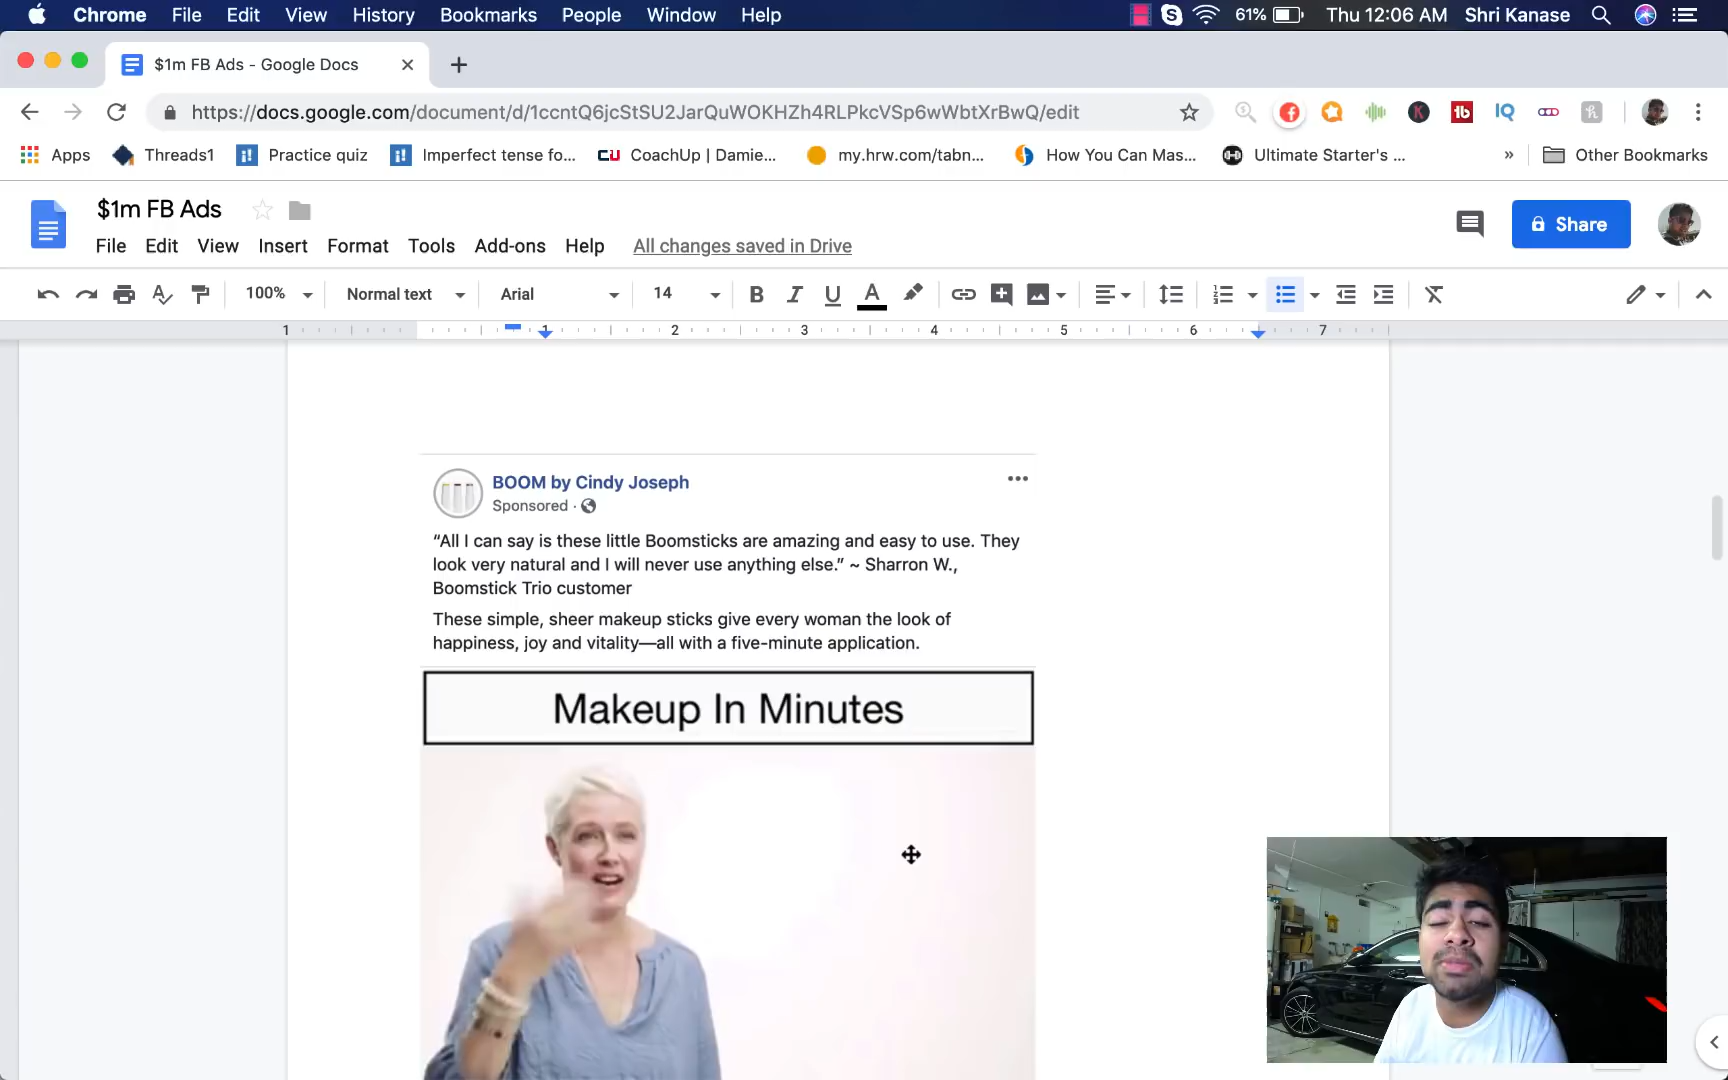 Chrome File Edit View History Bookmarks People Window Help 61% Thu 12:06 AM Shri Kanase
$1m FB Ads - Google Docs
https://docs.google.com/document/d/1ccntQ6jcStSU2JarQuWOKHZh4RLPkcVSp6wWbtXrBwQ/edit
Apps Threads1 Practice quiz Imperfect tense fo... CoachUp | Damie... my.hrw.com/tabn... How You Can Mas... Ultimate Starter's ... » Other Bookmarks
$1m FB Ads
File Edit View Insert Format Tools Add-ons Help All changes saved in Drive
Share
100% Normal text Arial 14 B I U A
1 1 2 3 4 5 6 7
BOOM by Cindy Joseph
Sponsored ·
“All I can say is these little Boomsticks are amazing and easy to use. They
look very natural and I will never use anything else.” ~ Sharron W.,
Boomstick Trio customer
These simple, sheer makeup sticks give every woman the look of
happiness, joy and vitality—all with a five-minute application.
Makeup In Minutes